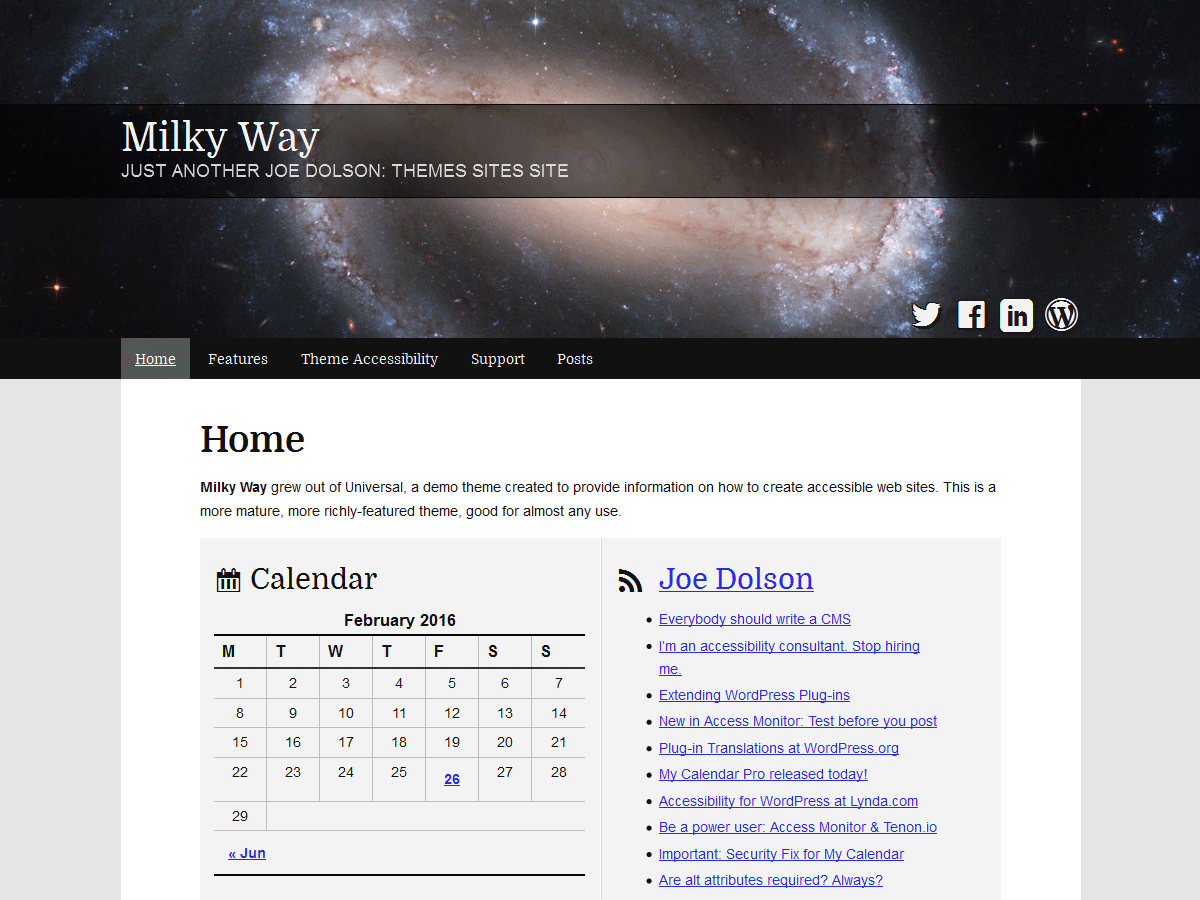 Milky Way
JUST ANOTHER JOE DOLSON: THEMES SITES SITE
Home Features Theme Accessibility Support Posts
Home
Milky Way grew out of Universal, a demo theme created to provide information on how to create accessible web sites. This is a
more mature, more richly-featured theme, good for almost any use.
Calendar
February 2016
M T W T F S S
1 2 3 4 5 6 7
8 9 10 11 12 13 14
15 16 17 18 19 20 21
22 23 24 25 26 27 28
29
« Jun
Joe Dolson
Everybody should write a CMS
I'm an accessibility consultant. Stop hiring
me.
Extending WordPress Plug-ins
New in Access Monitor: Test before you post
Plug-in Translations at WordPress.org
My Calendar Pro released today!
Accessibility for WordPress at Lynda.com
Be a power user: Access Monitor & Tenon.io
Important: Security Fix for My Calendar
Are alt attributes required? Always?